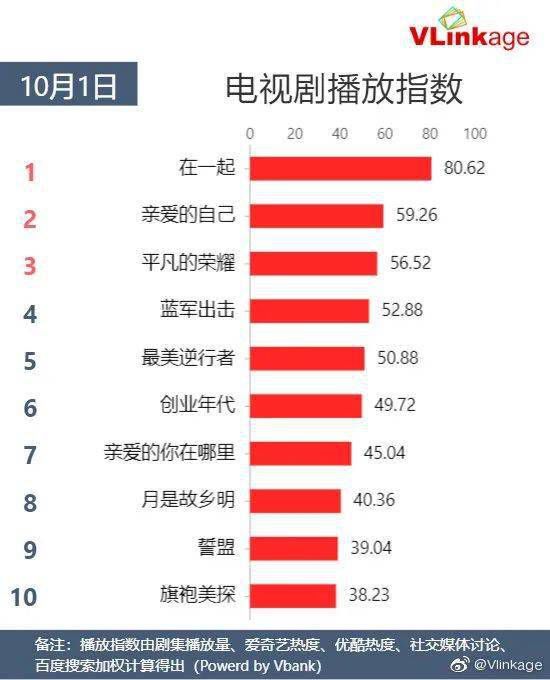 VLinkage
10月1日
电视剧播放指数
0 20 40 60 80 100
1 在一起 80.62
2 亲爱的自己 59.26
3 平凡的荣耀 56.52
4 蓝军出击 52.88
5 最美逆行者 50.88
6 创业年代 49.72
7 亲爱的你在哪里 45.04
8 月是故乡明 40.36
9 誓盟 39.04
10 旗袍美探 38.23
备注：播放指数由剧集播放量、爱奇艺热度、优酷热度、社交媒体讨论、
百度搜索加权计算得出（Powerd by Vbank）
@Vlinkage